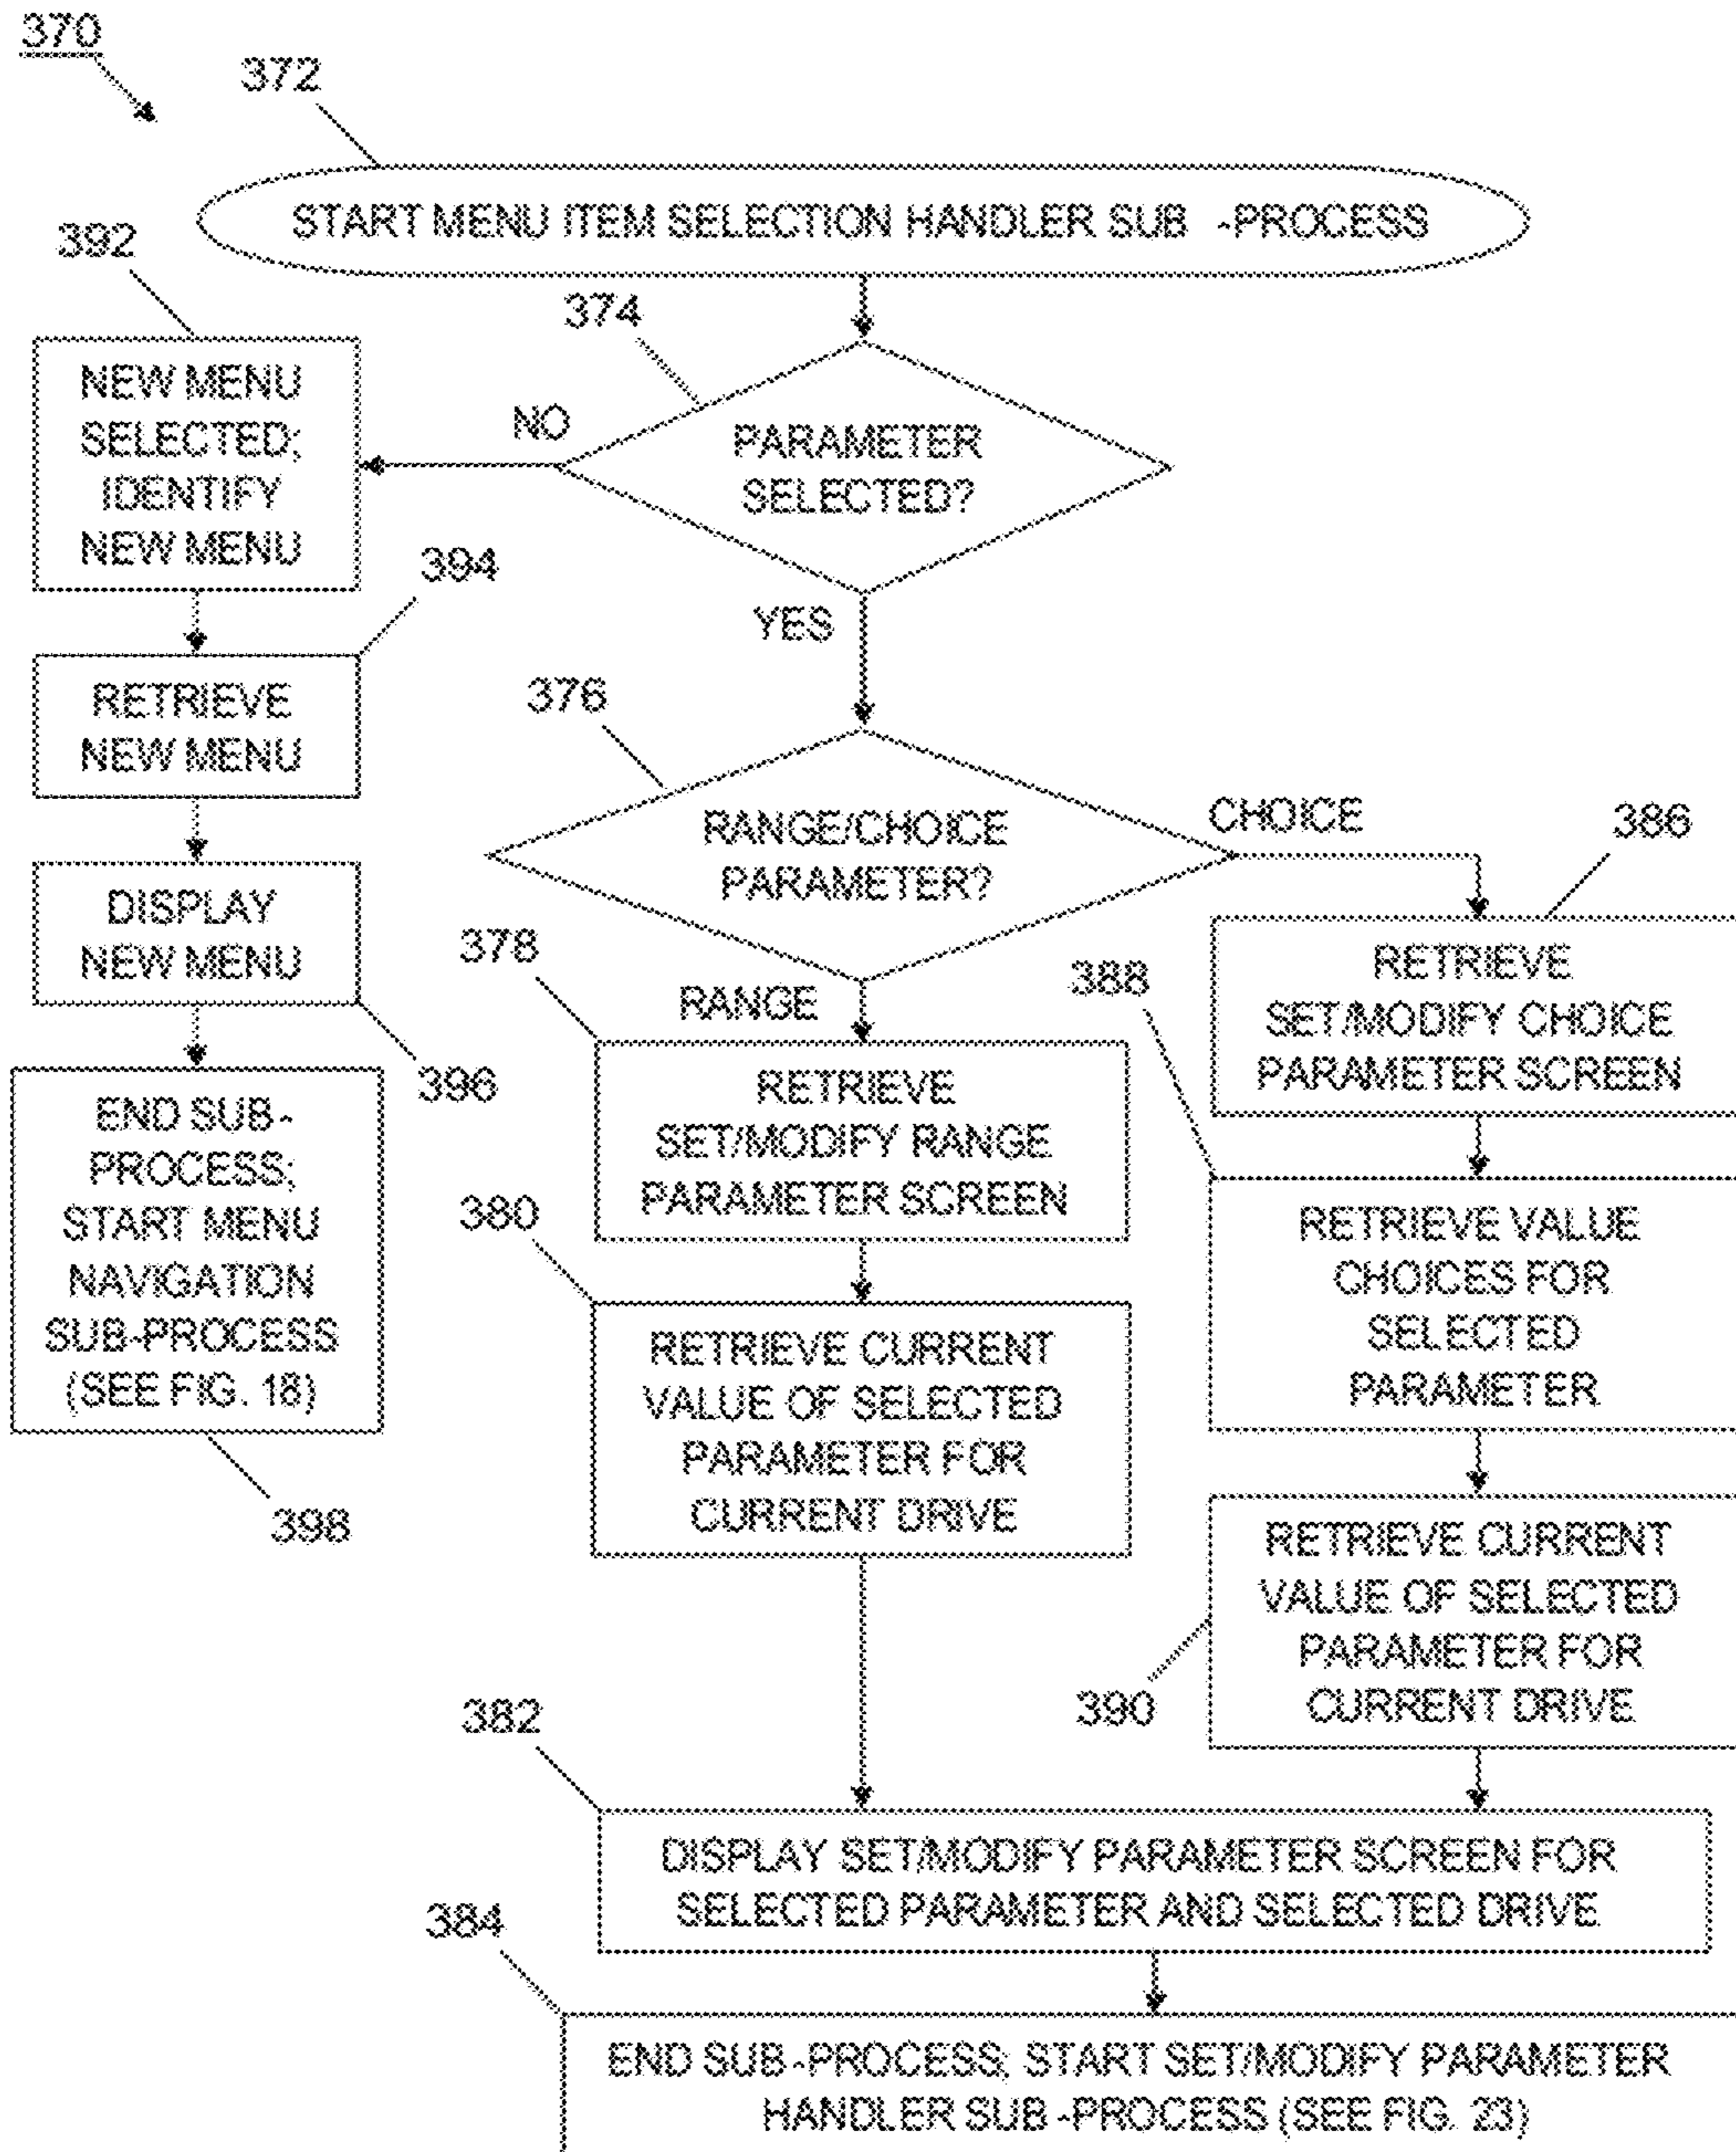 370
372
START MENU ITEM SELECTION HANDLER SUB -PROCESS
392
374
NEW MENU
SELECTED;
IDENTIFY
NEW MENU
NO
PARAMETER
SELECTED?
394
YES
RETRIEVE
NEW MENU
376
RANGE/CHOICE
PARAMETER?
CHOICE
386
DISPLAY
NEW MENU
378
RANGE
388
RETRIEVE
SET/MODIFY CHOICE
PARAMETER SCREEN
396
RETRIEVE
SET/MODIFY RANGE
PARAMETER SCREEN
END SUB -
PROCESS;
START MENU
NAVIGATION
SUB-PROCESS
(SEE FIG. 18)
398
380
RETRIEVE VALUE
CHOICES FOR
SELECTED
PARAMETER
RETRIEVE CURRENT
VALUE OF SELECTED
PARAMETER FOR
CURRENT DRIVE
RETRIEVE CURRENT
VALUE OF SELECTED
PARAMETER FOR
CURRENT DRIVE
390
382
DISPLAY SET/MODIFY PARAMETER SCREEN FOR
SELECTED PARAMETER AND SELECTED DRIVE
384
END SUB -PROCESS; START SET/MODIFY PARAMETER
HANDLER SUB -PROCESS (SEE FIG. 23)